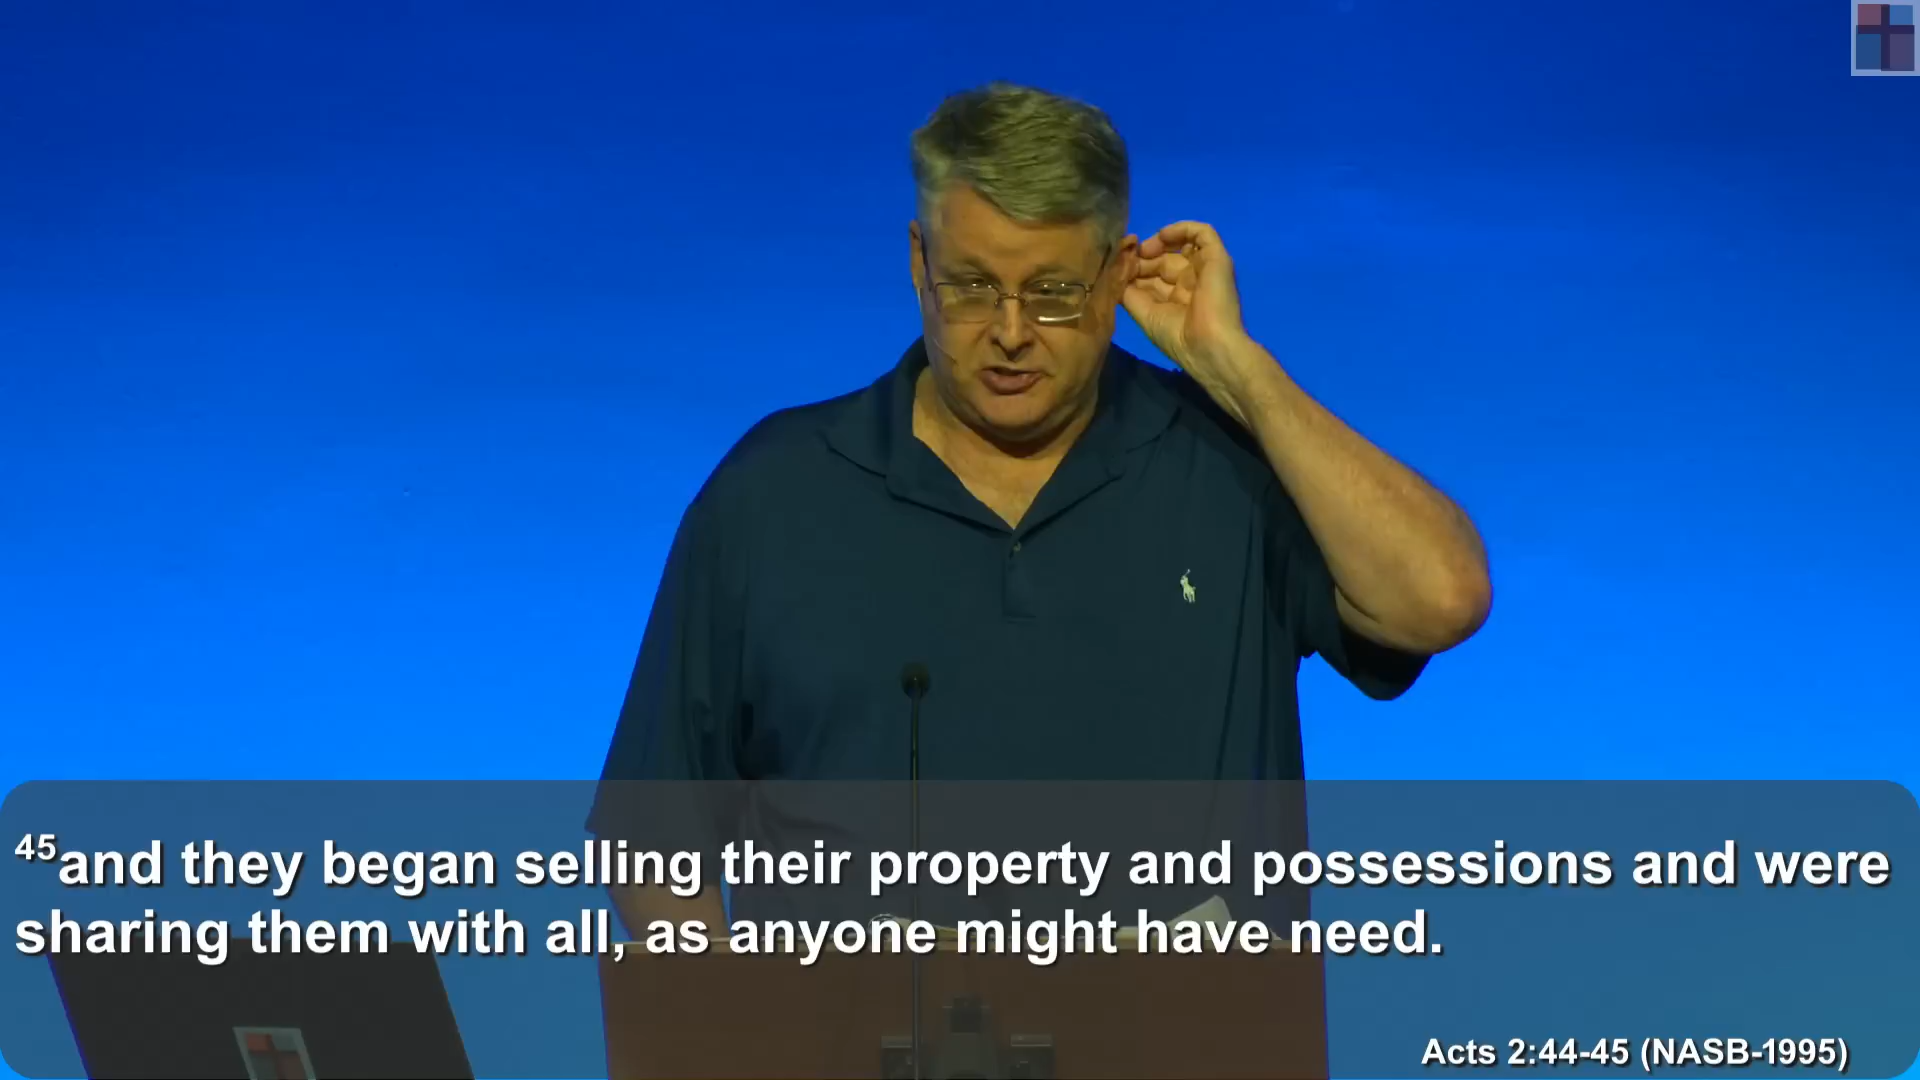 45and they began selling their property and possessions and were
sharing them with all, as anyone might have need.
Acts 2:44-45 (NASB-1995)